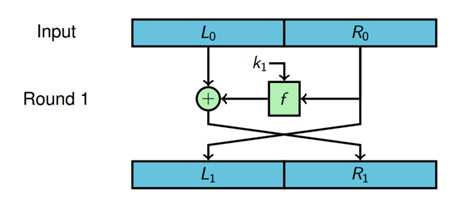 Input L₀ R₀
k₁
Round 1 + f
L₁ R₁